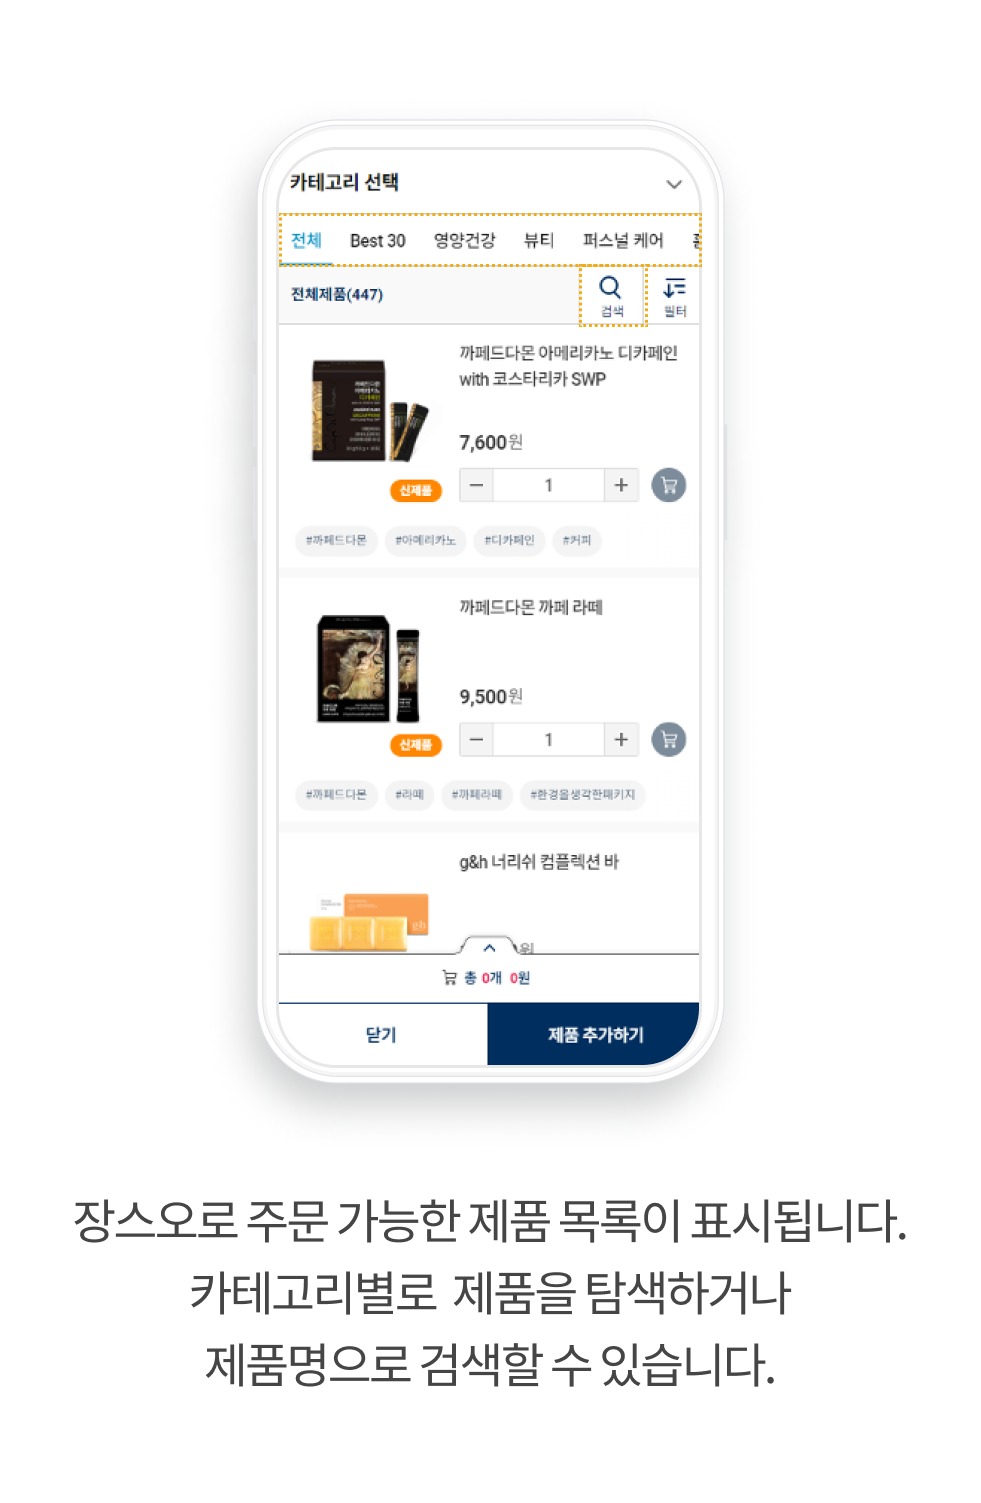 카테고리 선택
전체 Best 30 영양건강 뷰티 퍼스널 케어
전체제품(447) 검색 필터
까페드다몬 아메리카노 디카페인
with 코스타리카 SWP
7,600원
신제품 − 1 +
#까페드다몬 #아메리카노 #디카페인 #커피
까페드다몬 까페 라떼
9,500원
신제품 − 1 +
#까페드다몬 #라떼 #까페라떼 #환경을생각한패키지
g&h 너리쉬 컴플렉션 바
gh
원
총 0개 0원
닫기 제품 추가하기
장스오로 주문 가능한 제품 목록이 표시됩니다.
카테고리별로 제품을 탐색하거나
제품명으로 검색할 수 있습니다.